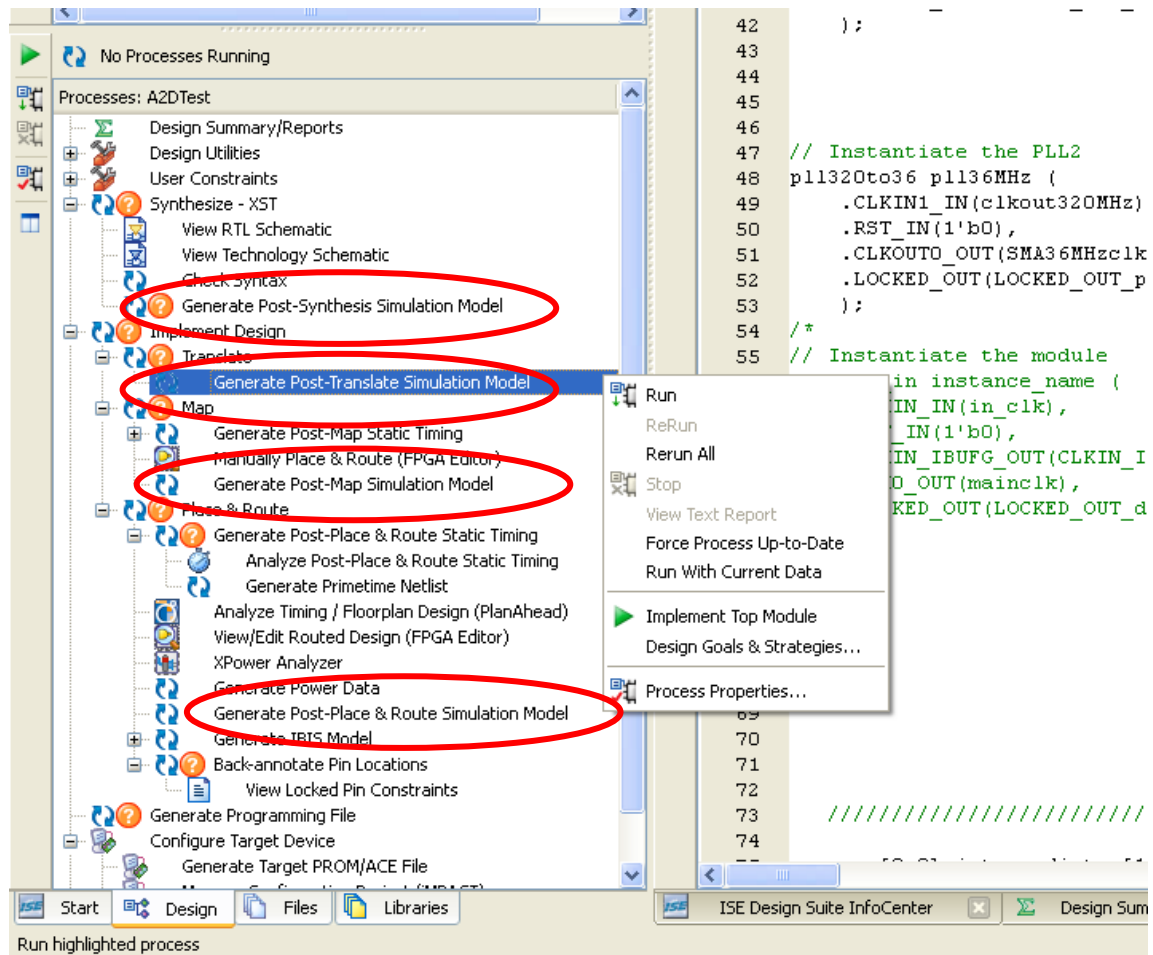 No Processes Running
Processes: A2DTest
Design Summary/Reports
Design Utilities
User Constraints
Synthesize - XST
View RTL Schematic
View Technology Schematic
Check Syntax
Generate Post-Synthesis Simulation Model
Implement Design
Translate
Generate Post-Translate Simulation Model
Map
Generate Post-Map Static Timing
Manually Place & Route (FPGA Editor)
Generate Post-Map Simulation Model
Place & Route
Generate Post-Place & Route Static Timing
Analyze Post-Place & Route Static Timing
Generate Primetime Netlist
Analyze Timing / Floorplan Design (PlanAhead)
View/Edit Routed Design (FPGA Editor)
XPower Analyzer
Generate Power Data
Generate Post-Place & Route Simulation Model
Generate IBIS Model
Back-annotate Pin Locations
View Locked Pin Constraints
Generate Programming File
Configure Target Device
Generate Target PROM/ACE File
Run
ReRun
Rerun All
Stop
View Text Report
Force Process Up-to-Date
Run With Current Data
Implement Top Module
Design Goals & Strategies...
Process Properties...
42 );
43
44
45
46
47 // Instantiate the PLL2
48 pll320to36 pll36MHz (
49 .CLKIN1_IN(clkout320MHz)
50 .RST_IN(1'b0),
51 .CLKOUT0_OUT(SMA36MHzclk
52 .LOCKED_OUT(LOCKED_OUT_p
53 );
54 /*
55 // Instantiate the module
in instance_name (
IN_IN(in_clk),
_IN(1'b0),
IN_IBUFG_OUT(CLKIN_I
0_OUT(mainclk),
KED_OUT(LOCKED_OUT_d
69
70
71
72
73 /////////////////////////
74
ISE Start Design Files Libraries
ISE ISE Design Suite InfoCenter Design Sum
Run highlighted process